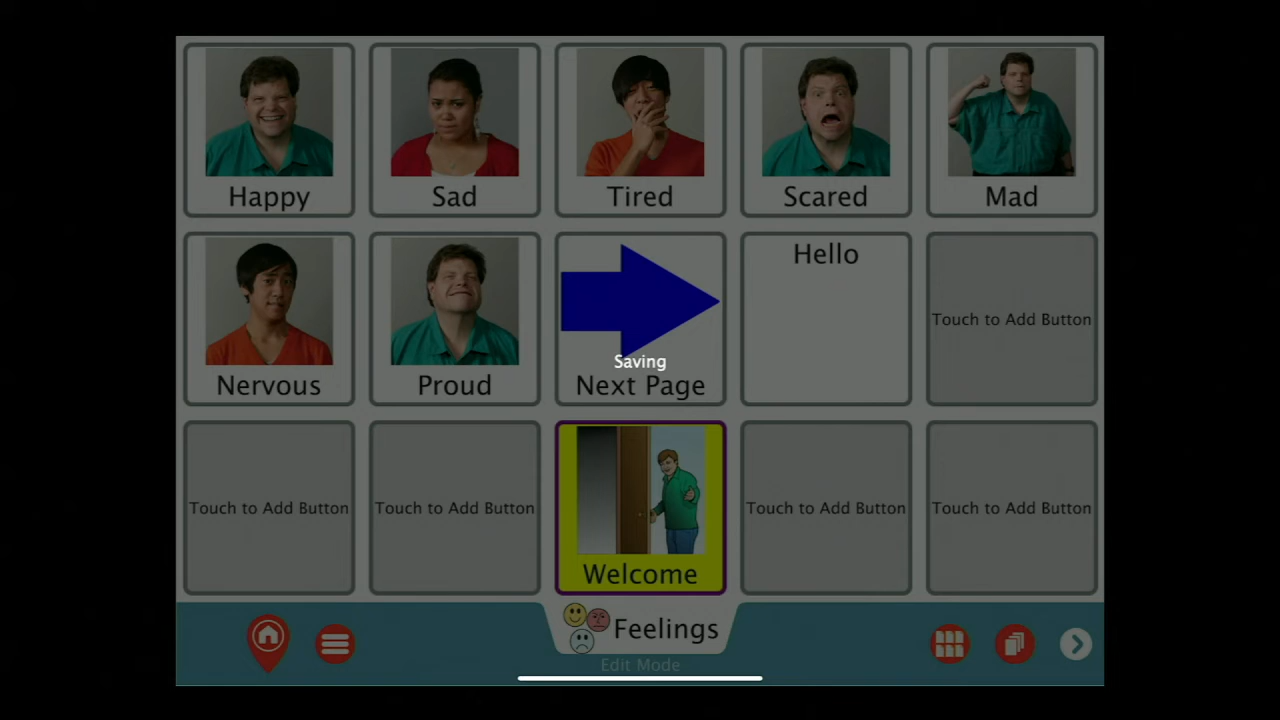 Happy
Sad
Tired
Scared
Mad
Nervous
Proud
Saving
Next Page
Hello
Touch to Add Button
Touch to Add Button
Touch to Add Button
Welcome
Touch to Add Button
Touch to Add Button
Feelings
Edit Mode